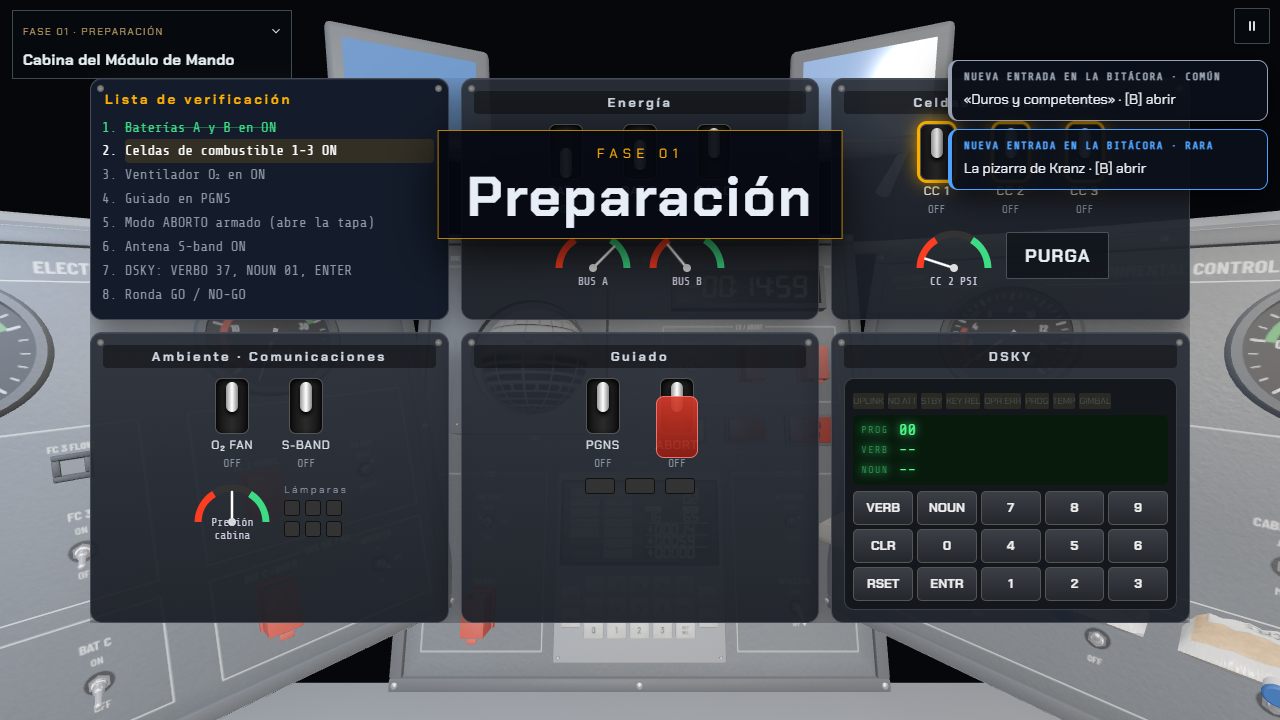 FASE 01 · PREPARACIÓN
Cabina del Módulo de Mando
NUEVA ENTRADA EN LA BITÁCORA · COMÚN
«Duros y competentes» · [B] abrir
NUEVA ENTRADA EN LA BITÁCORA · RARA
La pizarra de Kranz · [B] abrir
FASE 01
Preparación
Lista de verificación
1. Baterías A y B en ON
2. Celdas de combustible 1-3 ON
3. Ventilador O₂ en ON
4. Guiado en PGNS
5. Modo ABORTO armado (abre la tapa)
6. Antena S-band ON
7. DSKY: VERBO 37, NOUN 01, ENTER
8. Ronda GO / NO-GO
Energía
BUS A
BUS B
00:14:59
CC 1
CC 2
CC 3
OFF
OFF
OFF
CC 2 PSI
PURGA
ELECT
CONTROL
Ambiente · Comunicaciones
O₂ FAN
S-BAND
OFF
OFF
Presión cabina
Lámparas
Guiado
PGNS
ABORT
OFF
OFF
DSKY
UPLINK NO ATT STBY KEY REL OPR ERR PROG TEMP GIMBAL
PROG 00
VERB --
NOUN --
VERB NOUN 7 8 9
CLR 0 4 5 6
RSET ENTR 1 2 3
FC 3
BAT C
ON
OFF
OFF